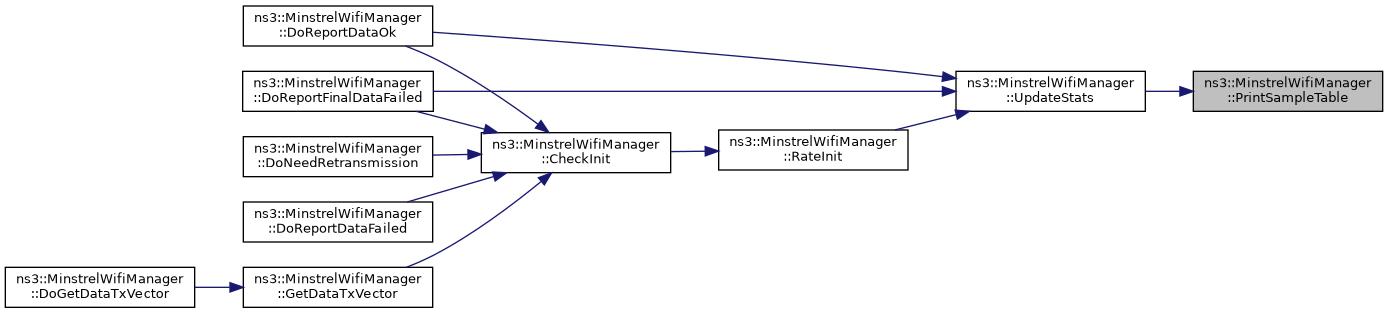 ns3::MinstrelWifiManager
::DoReportDataOk
ns3::MinstrelWifiManager
::DoReportFinalDataFailed
ns3::MinstrelWifiManager
::DoNeedRetransmission
ns3::MinstrelWifiManager
::DoReportDataFailed
ns3::MinstrelWifiManager
::DoGetDataTxVector
ns3::MinstrelWifiManager
::GetDataTxVector
ns3::MinstrelWifiManager
::CheckInit
ns3::MinstrelWifiManager
::RateInit
ns3::MinstrelWifiManager
::UpdateStats
ns3::MinstrelWifiManager
::PrintSampleTable